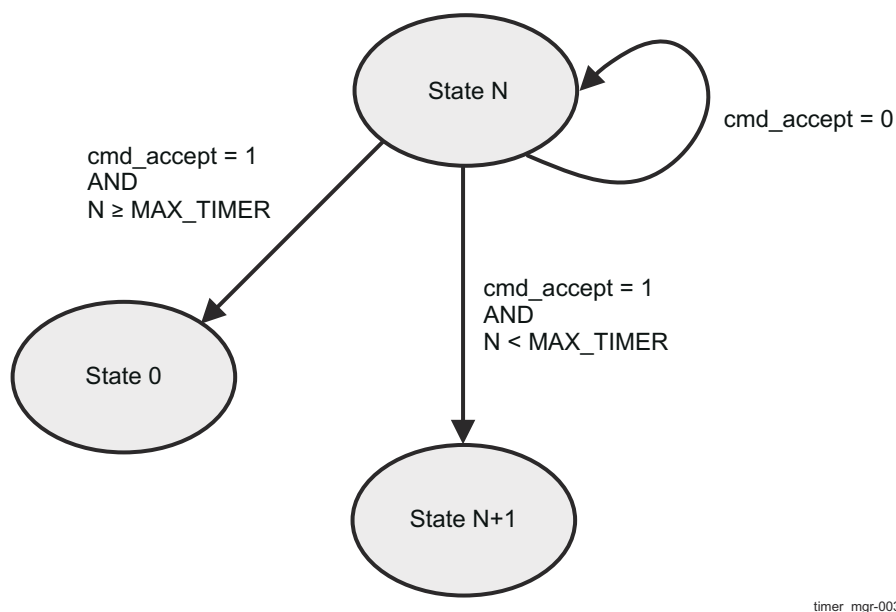 State N
cmd_accept = 0
cmd_accept = 1
AND
N ≥ MAX_TIMER
cmd_accept = 1
AND
N < MAX_TIMER
State 0
State N+1